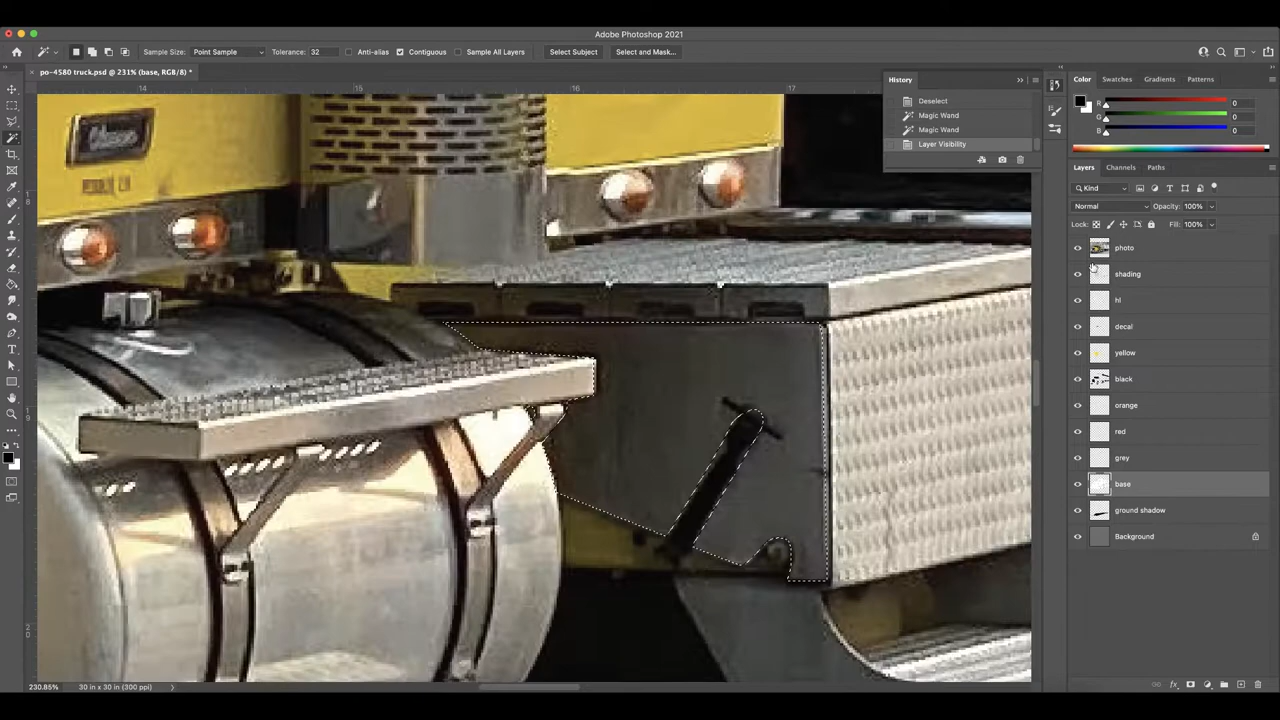 Adobe Photoshop 2021
Sample Size: Point Sample Tolerance: 32 Anti-alias Contiguous Sample All Layers Select Subject Select and Mask...
po-4580 truck.psd @ 231% (base, RGB/8) *
14 15 16 17
18
19
20
History
Deselect
Magic Wand
Magic Wand
Layer Visibility
Color Swatches Gradients Patterns
R 0
G 0
B 0
Layers Channels Paths
Kind
Normal Opacity: 100%
Lock: Fill: 100%
photo
shading
hl
decal
yellow
black
orange
red
grey
base
ground shadow
Background
230.85% 30 in x 30 in (300 ppi)